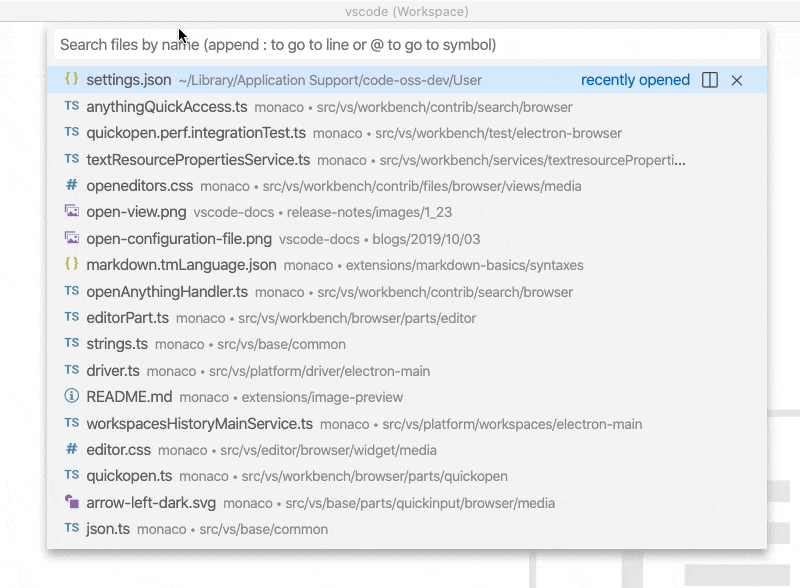 vscode (Workspace)
Search files by name (append : to go to line or @ to go to symbol)
{} settings.json ~/Library/Application Support/code-oss-dev/User recently opened
TS anythingQuickAccess.ts monaco • src/vs/workbench/contrib/search/browser
TS quickopen.perf.integrationTest.ts monaco • src/vs/workbench/test/electron-browser
TS textResourcePropertiesService.ts monaco • src/vs/workbench/services/textresourceProperti...
# openeditors.css monaco • src/vs/workbench/contrib/files/browser/views/media
open-view.png vscode-docs • release-notes/images/1_23
open-configuration-file.png vscode-docs • blogs/2019/10/03
{} markdown.tmLanguage.json monaco • extensions/markdown-basics/syntaxes
TS openAnythingHandler.ts monaco • src/vs/workbench/contrib/search/browser
TS editorPart.ts monaco • src/vs/workbench/browser/parts/editor
TS strings.ts monaco • src/vs/base/common
TS driver.ts monaco • src/vs/platform/driver/electron-main
README.md monaco • extensions/image-preview
TS workspacesHistoryMainService.ts monaco • src/vs/platform/workspaces/electron-main
# editor.css monaco • src/vs/editor/browser/widget/media
TS quickopen.ts monaco • src/vs/workbench/browser/parts/quickopen
arrow-left-dark.svg monaco • src/vs/base/parts/quickinput/browser/media
TS json.ts monaco • src/vs/base/common